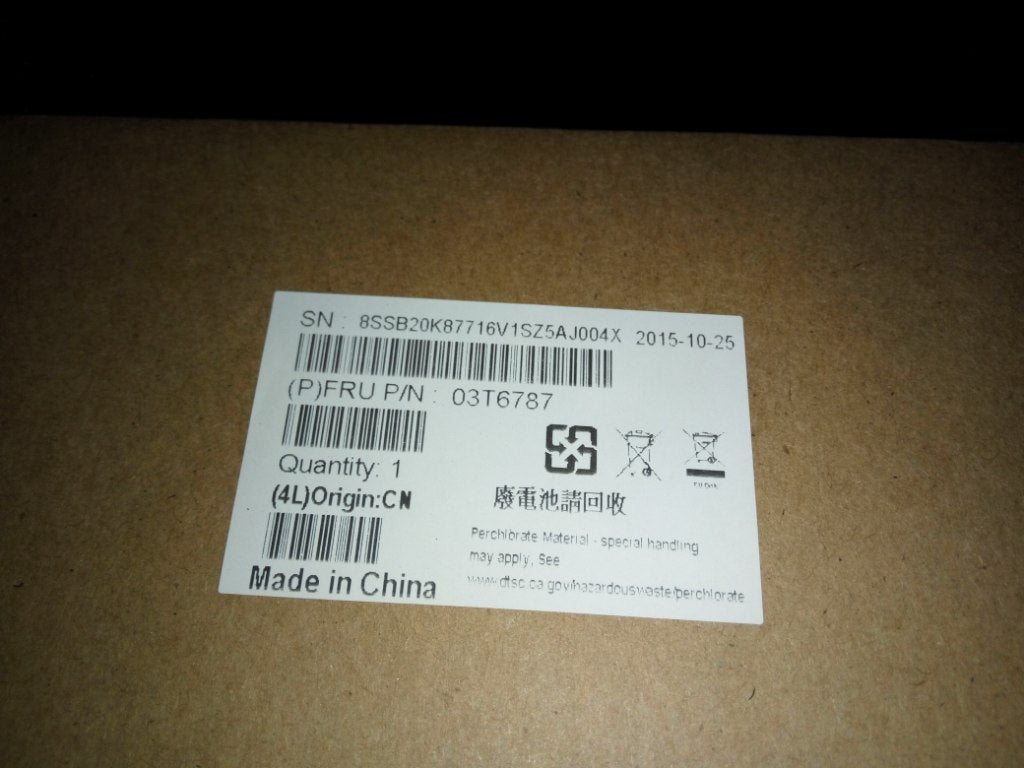 SN : 8SSB20K87716V1SZ5AJ004X 2015-10-25
(P)FRU P/N : 03T6787
Quantity: 1
(4L)Origin:CN
廢電池請回收
Perchlorate Material - special handling
may apply, See
www.dtsc.ca.gov/hazardouswaste/perchlorate
Made in China